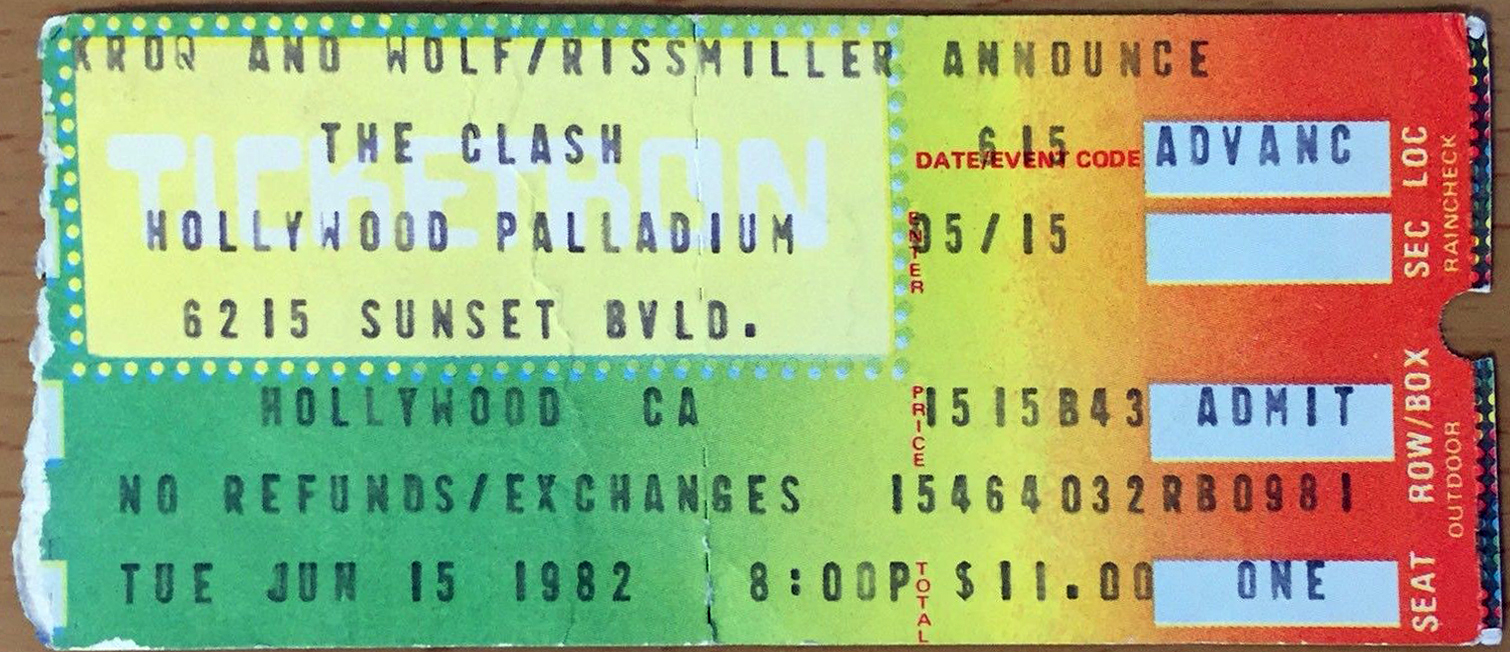 KROQ AND WOLF/RISSMILLER ANNOUNCE
TICKETRON
THE CLASH
DATE/EVENT CODE 615 ADVANC
HOLLYWOOD PALLADIUM
ENTER 05/15
6215 SUNSET BVLD.
HOLLYWOOD CA
PRICE 1515B43 ADMIT
NO REFUNDS/EXCHANGES 15464032RB0981
TUE JUN 15 1982 8:00P TOTAL $11.00 ONE
SEC LOC
RAINCHECK
ROW/BOX
OUTDOOR
SEAT